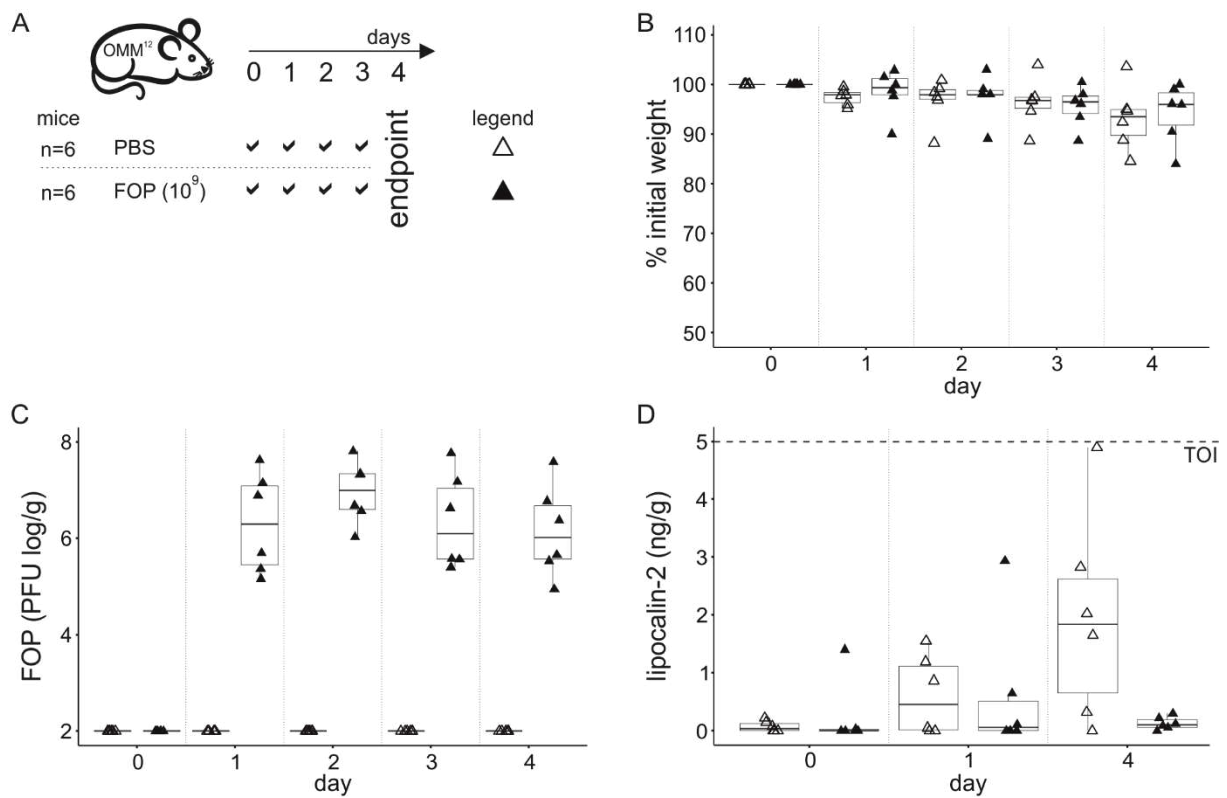 A
OMM¹²
days
0 1 2 3 4
mice
legend
n=6 PBS
n=6 FOP (10⁹)
endpoint
B
% initial weight
110
100
90
80
70
60
50
0 1 2 3 4
day
C
FOP (PFU log/g)
8
6
4
2
0 1 2 3 4
day
D
lipocalin-2 (ng/g)
5
TOI
4
3
2
1
0
0 1 4
day